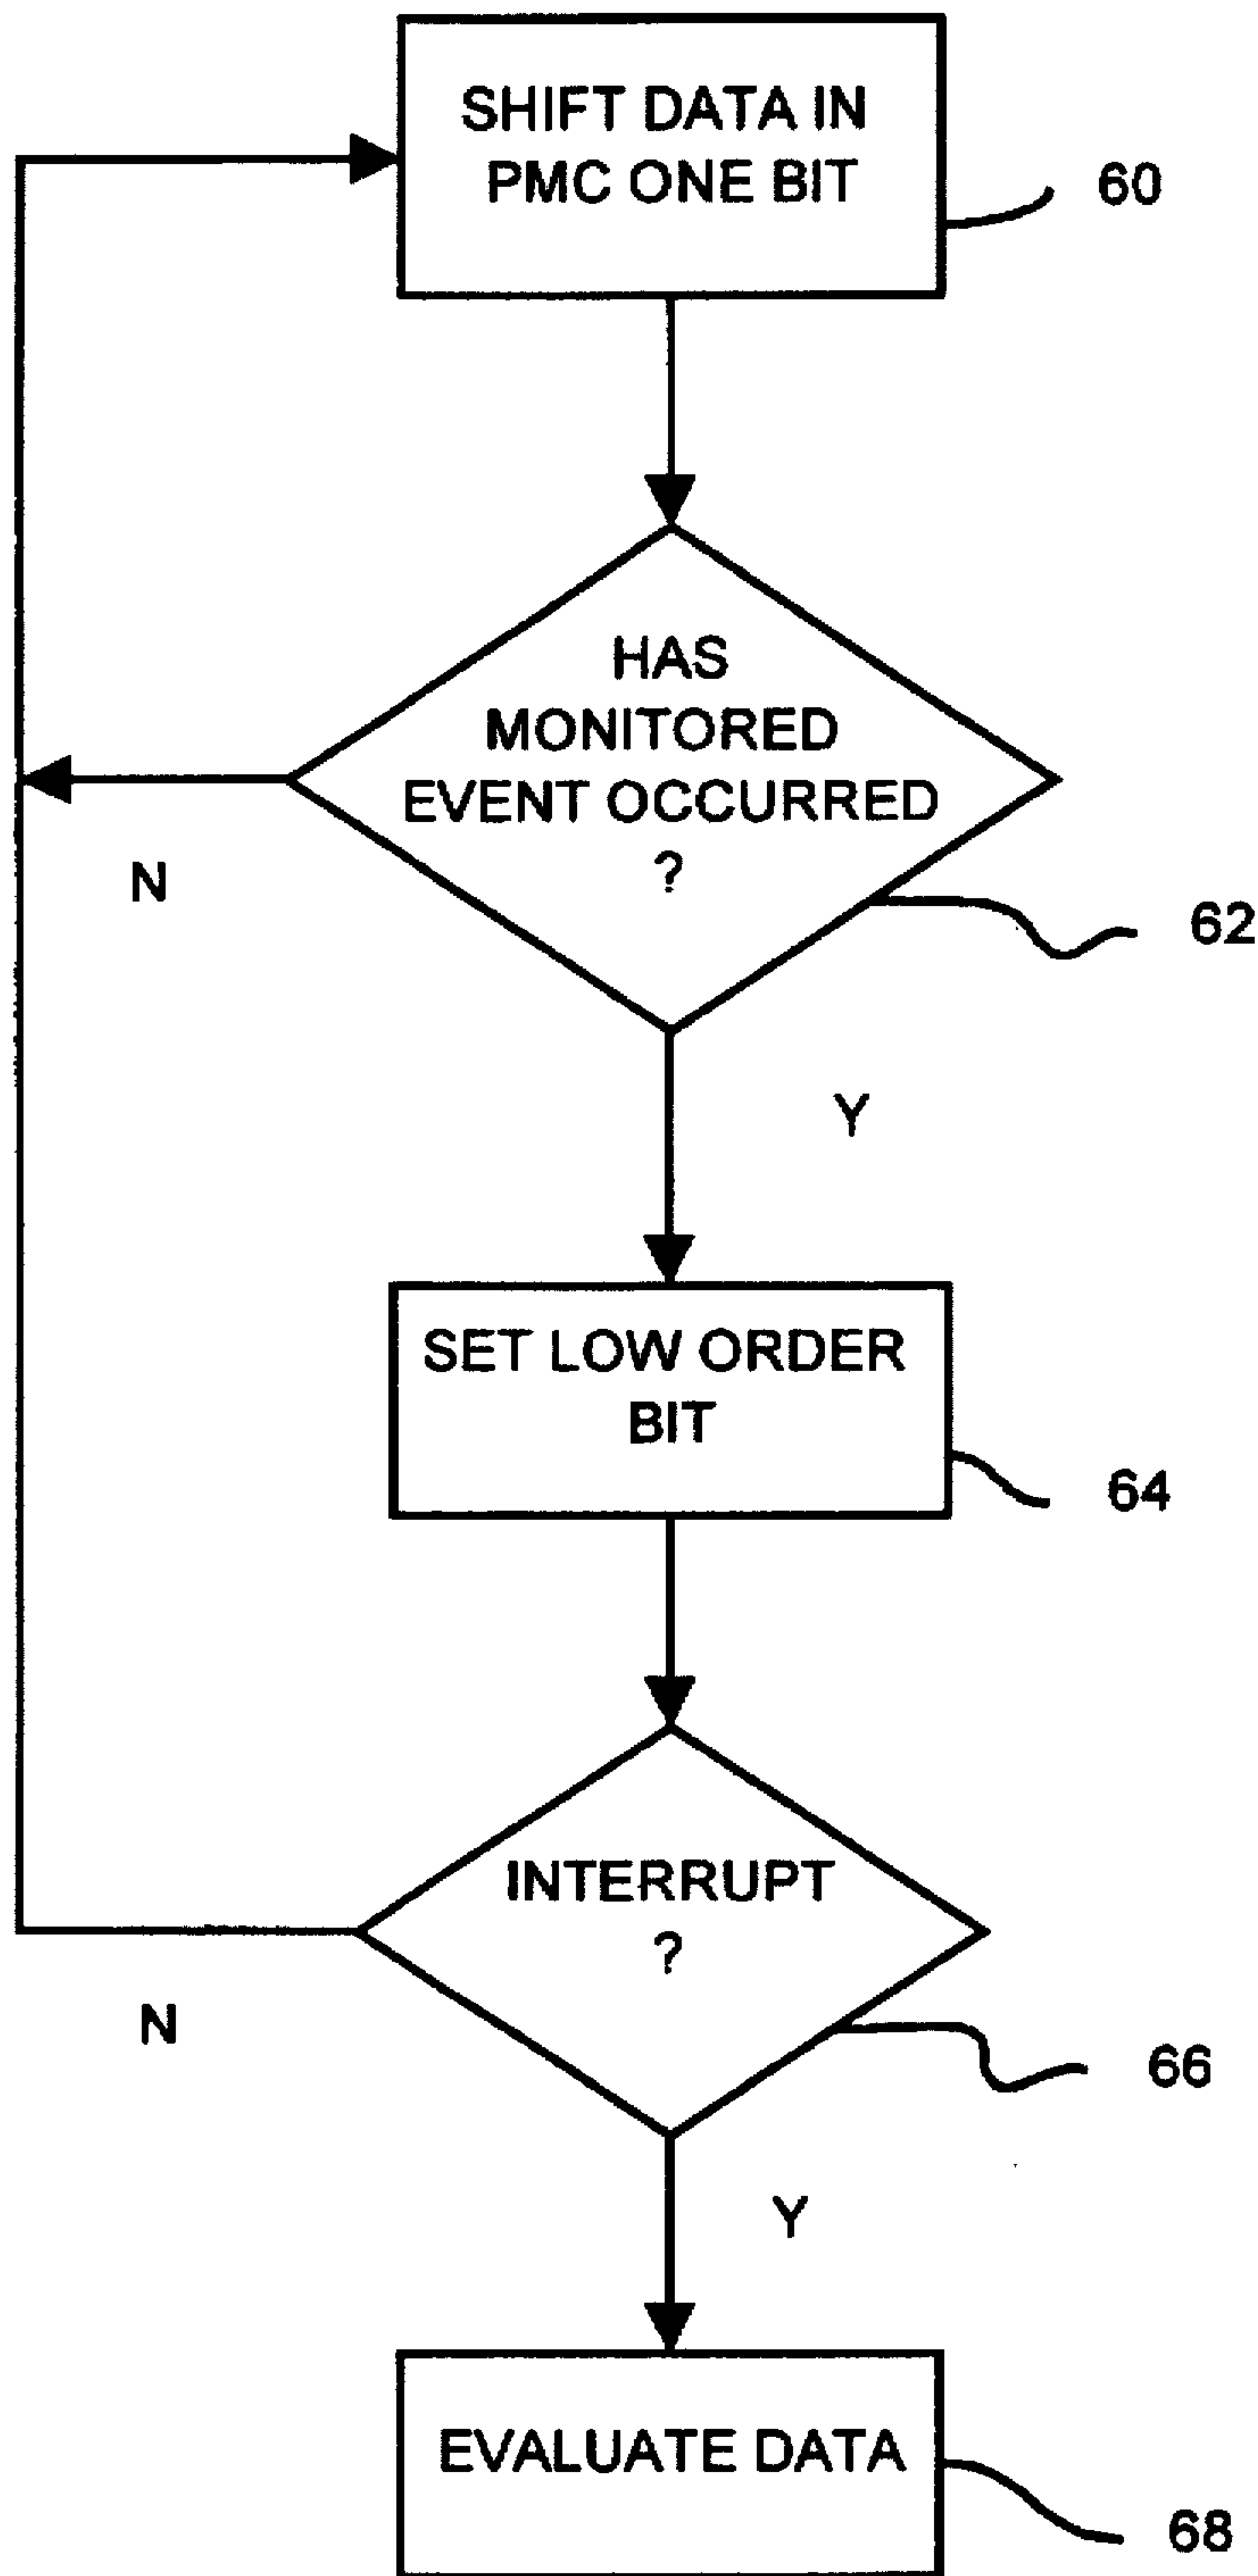 SHIFT DATA IN
PMC ONE BIT
60
HAS
MONITORED
EVENT OCCURRED
?
N
62
Y
SET LOW ORDER
BIT
64
INTERRUPT
?
N
66
Y
EVALUATE DATA
68